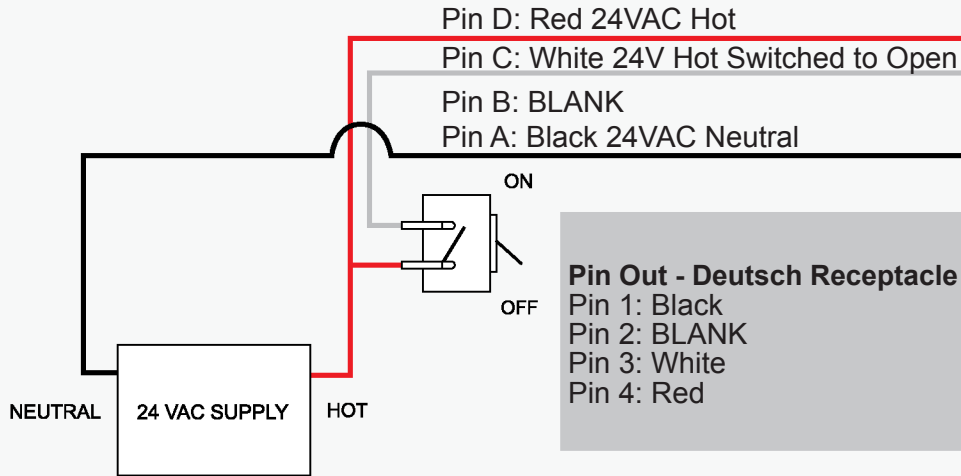 Pin D: Red 24VAC Hot
Pin C: White 24V Hot Switched to Open
Pin B: BLANK
Pin A: Black 24VAC Neutral
ON
OFF
Pin Out - Deutsch Receptacle
Pin 1: Black
Pin 2: BLANK
Pin 3: White
Pin 4: Red
NEUTRAL
24 VAC SUPPLY
HOT